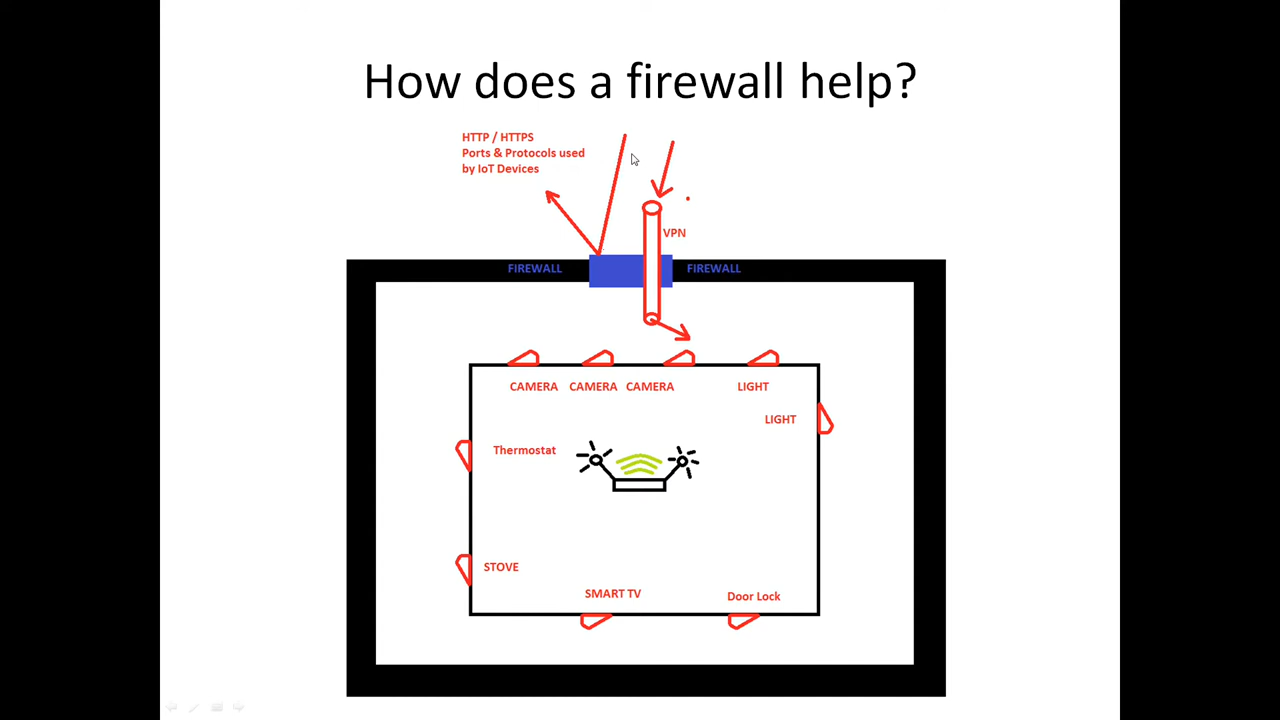 How does a firewall help?
HTTP / HTTPS
Ports & Protocols used
by IoT Devices
VPN
FIREWALL FIREWALL
CAMERA CAMERA CAMERA LIGHT
LIGHT
Thermostat
STOVE
SMART TV
Door Lock